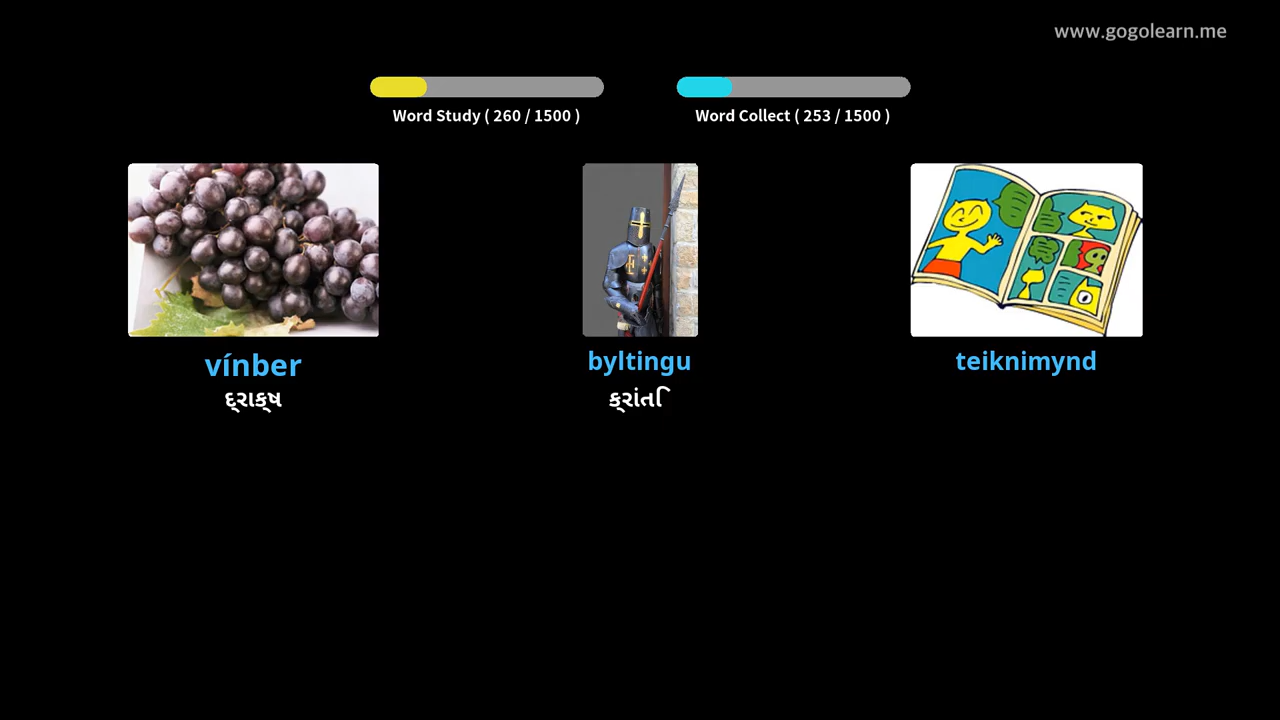 www.gogolearn.me
Word Study ( 260 / 1500 )
Word Collect ( 253 / 1500 )
vínber
byltingu
teiknimynd
દ્રાક્ષ
ક્રાંતિ